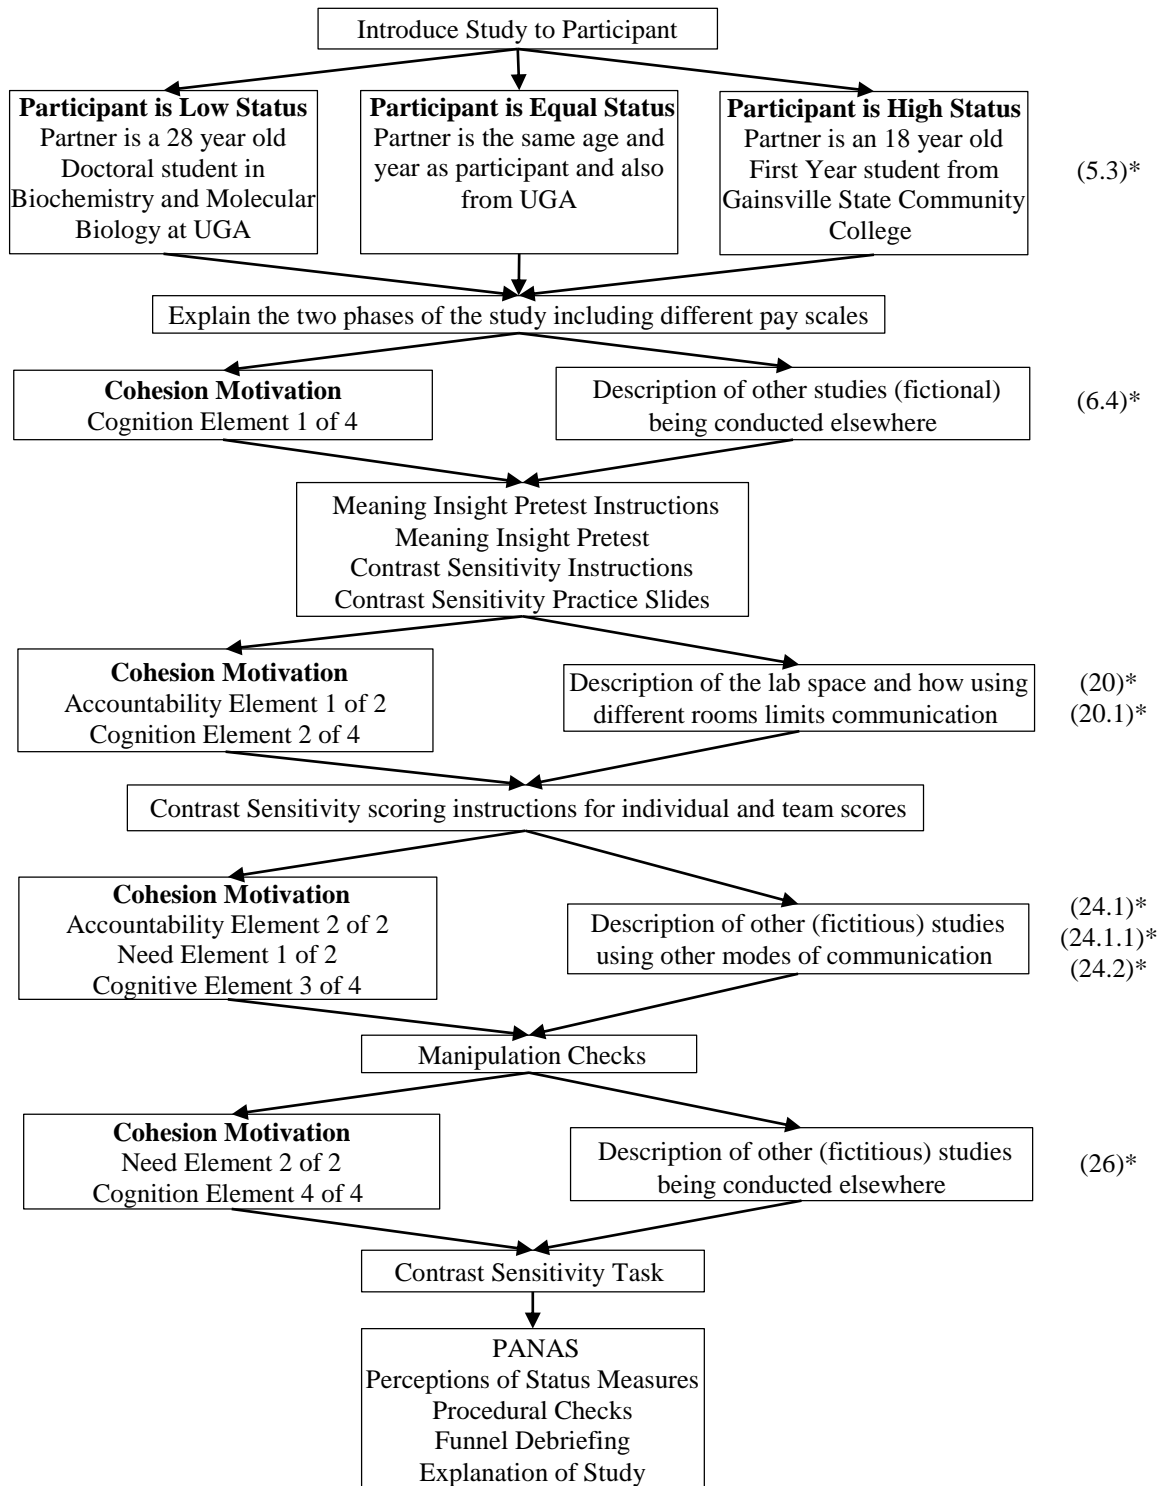 Introduce Study to Participant
Participant is Low Status
Partner is a 28 year old
Doctoral student in
Biochemistry and Molecular
Biology at UGA
Participant is Equal Status
Partner is the same age and
year as participant and also
from UGA
Participant is High Status
Partner is an 18 year old
First Year student from
Gainsville State Community
College
(5.3)*
Explain the two phases of the study including different pay scales
Cohesion Motivation
Cognition Element 1 of 4
Description of other studies (fictional)
being conducted elsewhere
(6.4)*
Meaning Insight Pretest Instructions
Meaning Insight Pretest
Contrast Sensitivity Instructions
Contrast Sensitivity Practice Slides
Cohesion Motivation
Accountability Element 1 of 2
Cognition Element 2 of 4
Description of the lab space and how using
different rooms limits communication
(20)*
(20.1)*
Contrast Sensitivity scoring instructions for individual and team scores
Cohesion Motivation
Accountability Element 2 of 2
Need Element 1 of 2
Cognitive Element 3 of 4
Description of other (fictitious) studies
using other modes of communication
(24.1)*
(24.1.1)*
(24.2)*
Manipulation Checks
Cohesion Motivation
Need Element 2 of 2
Cognition Element 4 of 4
Description of other (fictitious) studies
being conducted elsewhere
(26)*
Contrast Sensitivity Task
PANAS
Perceptions of Status Measures
Procedural Checks
Funnel Debriefing
Explanation of Study